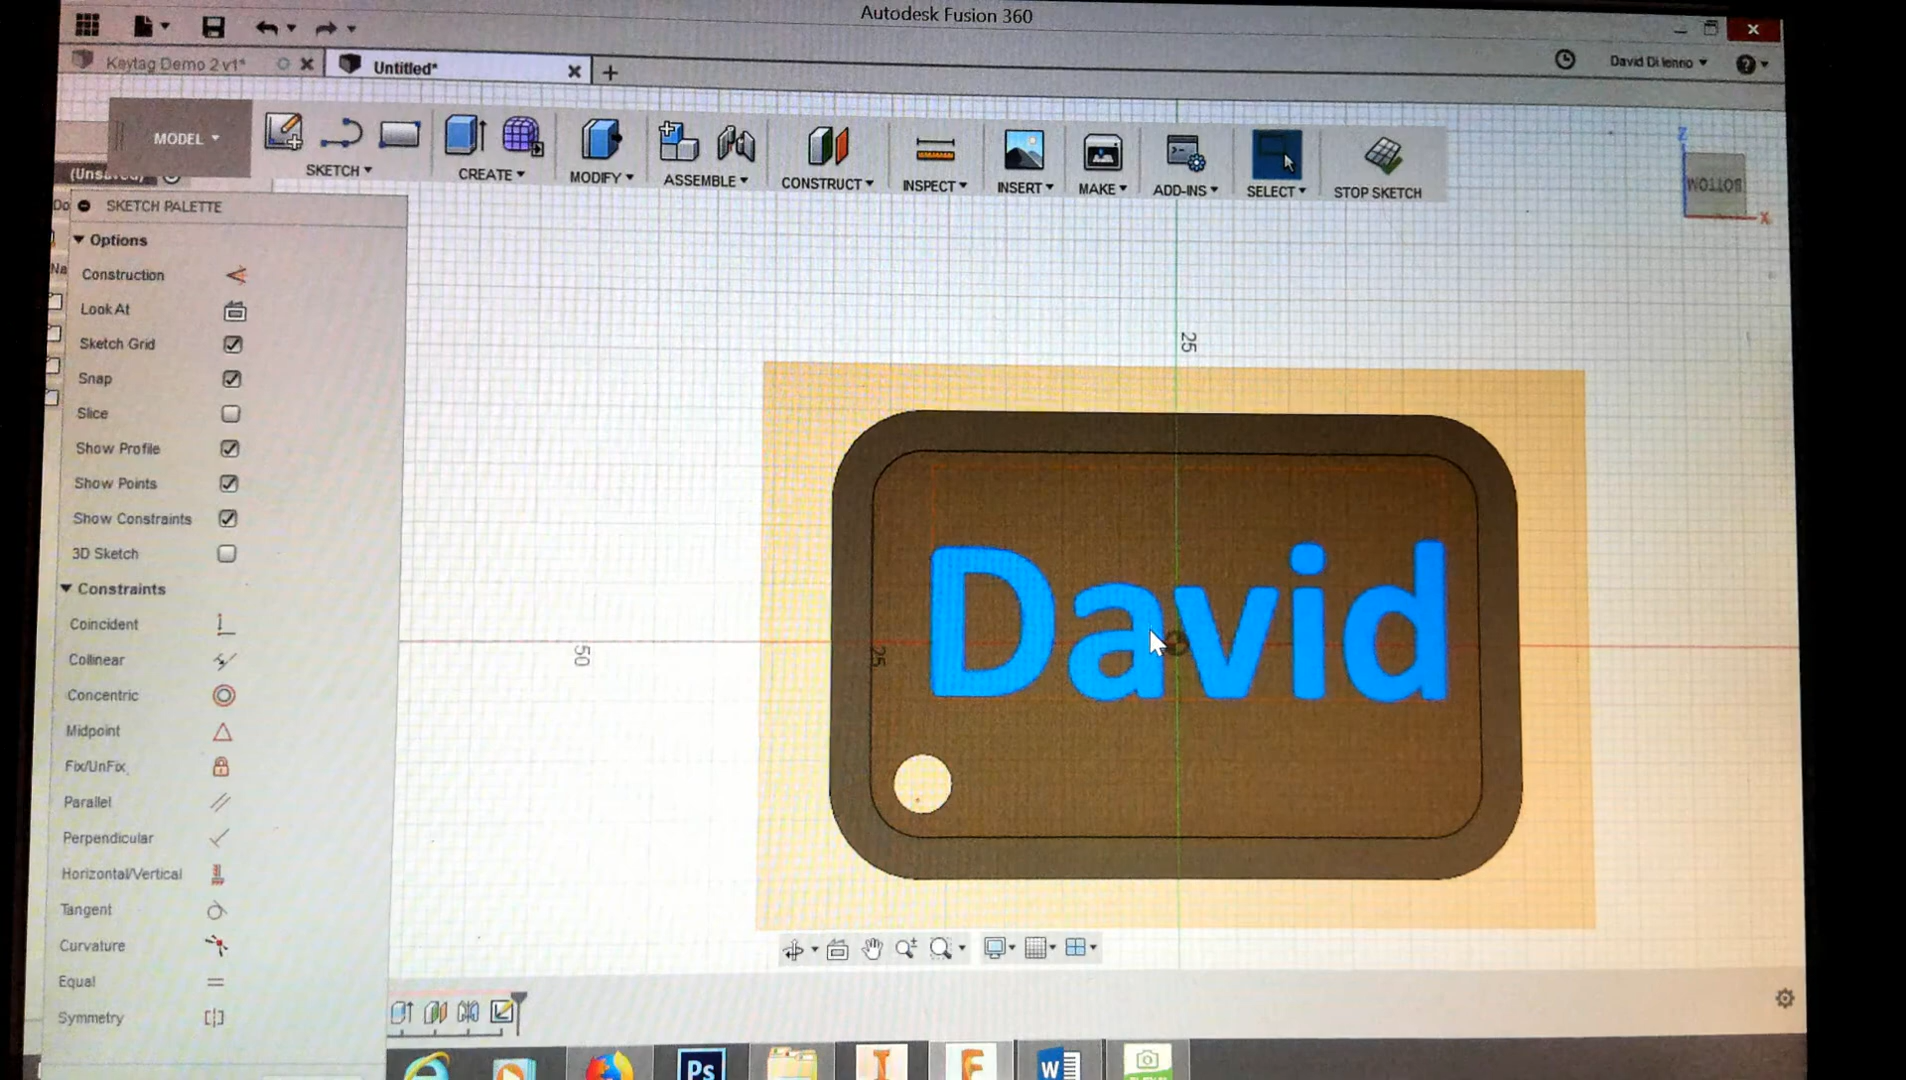 Autodesk Fusion 360
Keytag Demo 2 v1*
Untitled*
David Di Ienno
MODEL
SKETCH
CREATE
MODIFY
ASSEMBLE
CONSTRUCT
INSPECT
INSERT
MAKE
ADD-INS
SELECT
STOP SKETCH
Z
BOTTOM
X
Do
SKETCH PALETTE
Options
Na
Construction
Look At
Sketch Grid
Snap
Slice
Show Profile
Show Points
Show Constraints
3D Sketch
Constraints
Coincident
Collinear
Concentric
Midpoint
Fix/UnFix
Parallel
Perpendicular
Horizontal/Vertical
Tangent
Curvature
Equal
Symmetry
25
50
25
David
Ps
I
F
W